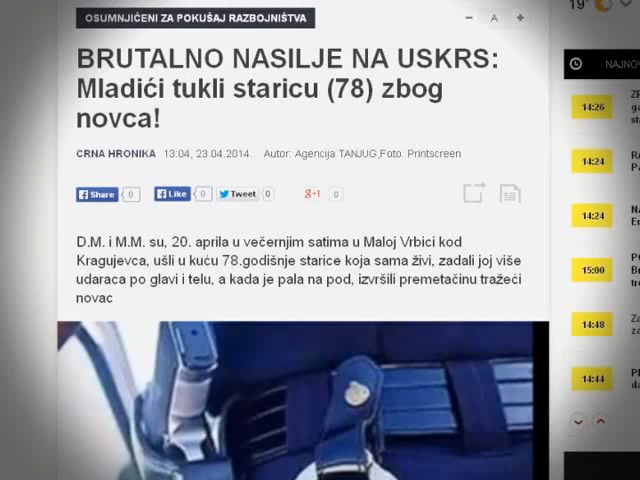 OSUMNJIČENI ZA POKUŠAJ RAZBOJNIŠTVA
− A +
BRUTALNO NASILJE NA USKRS:
Mladići tukli staricu (78) zbog
novca!
CRNA HRONIKA 13:04, 23.04.2014. Autor: Agencija TANJUG,Foto. Printscreen
Share 0 Like 0 Tweet 0 g+1 0
D.M. i M.M. su, 20. aprila u večernjim satima u Maloj Vrbici kod
Kragujevca, ušli u kuću 78.godišnje starice koja sama živi, zadali joj više
udaraca po glavi i telu, a kada je pala na pod, izvršili premetačinu tražeći
novac
19°
14:26
14:24
14:24
15:00
14:48
14:44